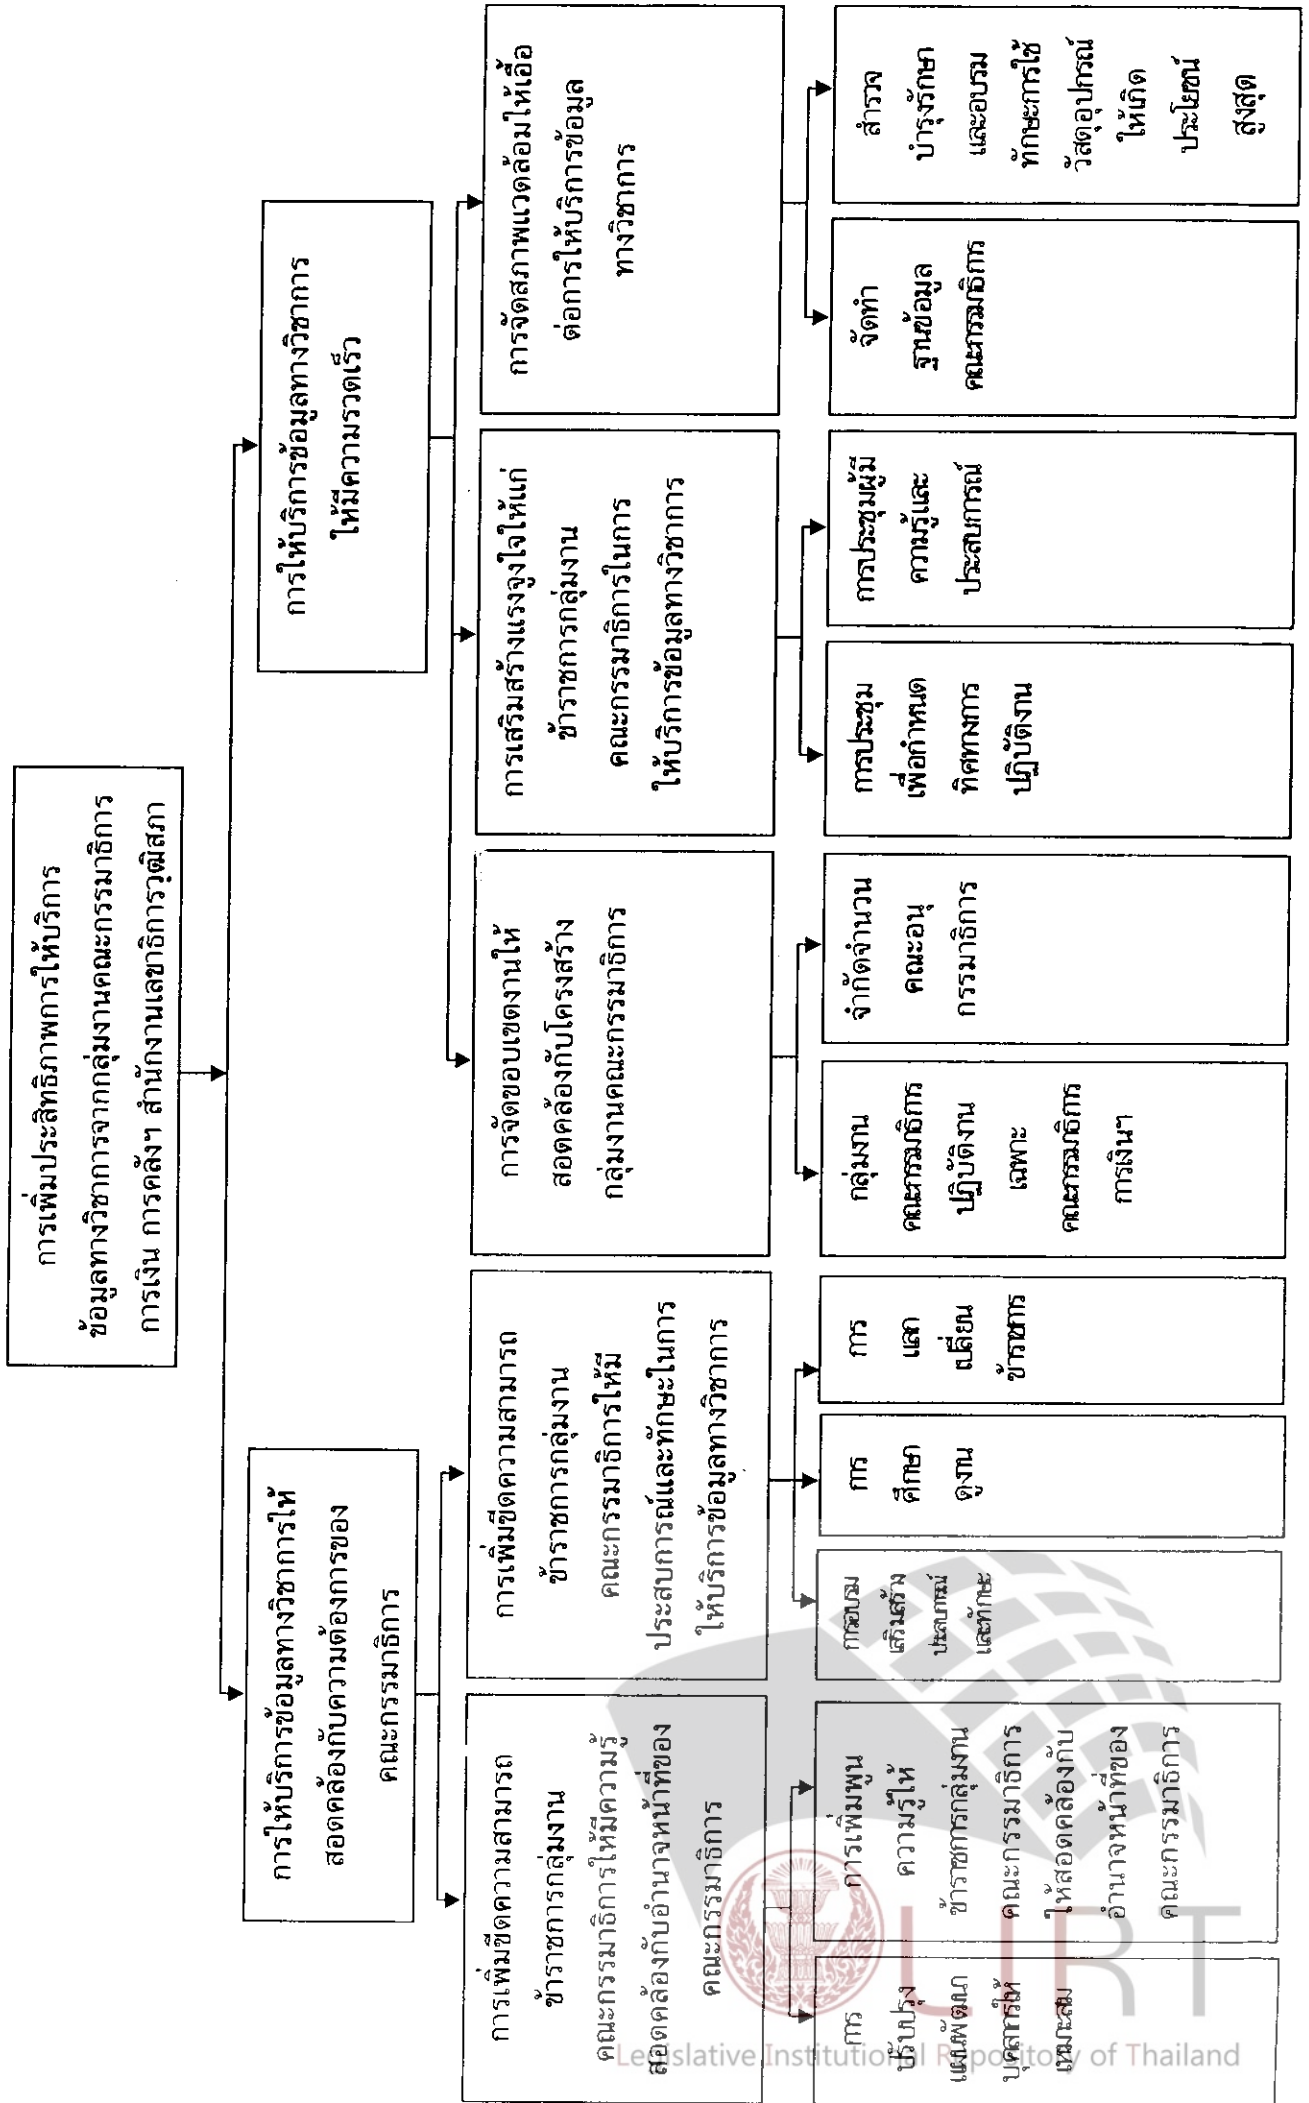 การเพิ่มประสิทธิภาพการให้บริการ
ข้อมูลทางวิชาการจากกลุ่มงานคณะกรรมาธิการ
การเงิน การคลังฯ สำนักงานเลขาธิการวุฒิสภา
การให้บริการข้อมูลทางวิชาการให้
สอดคล้องกับความต้องการของ
คณะกรรมาธิการ
การให้บริการข้อมูลทางวิชาการ
ให้มีความรวดเร็ว
การเพิ่มขีดความสามารถ
ข้าราชการกลุ่มงาน
คณะกรรมาธิการให้มีความรู้
สอดคล้องกับอำนาจหน้าที่ของ
คณะกรรมาธิการ
การเพิ่มขีดความสามารถ
ข้าราชการกลุ่มงาน
คณะกรรมาธิการให้มี
ประสบการณ์และทักษะในการ
ให้บริการข้อมูลทางวิชาการ
การจัดขอบเขตงานให้
สอดคล้องกับโครงสร้าง
กลุ่มงานคณะกรรมาธิการ
การเสริมสร้างแรงจูงใจให้แก่
ข้าราชการกลุ่มงาน
คณะกรรมาธิการในการ
ให้บริการข้อมูลทางวิชาการ
การจัดสภาพแวดล้อมให้เอื้อ
ต่อการให้บริการข้อมูล
ทางวิชาการ
การ
ปรับปรุง
แผนพัฒนา
บุคลากรให้
เหมาะสม
การเพิ่มพูน
ความรู้ให้
ข้าราชการกลุ่มงาน
คณะกรรมาธิการ
ให้สอดคล้องกับ
อำนาจหน้าที่ของ
คณะกรรมาธิการ
การอบรม
เสริมสร้าง
ประสบการณ์
และทักษะ
การ
ศึกษา
ดูงาน
การ
แลก
เปลี่ยน
ข้าราชการ
กลุ่มงาน
คณะกรรมาธิการ
ปฏิบัติงาน
เฉพาะ
คณะกรรมาธิการ
การเงินฯ
จำกัดจำนวน
คณะอนุ
กรรมาธิการ
การประชุม
เพื่อกำหนด
ทิศทางการ
ปฏิบัติงาน
การประชุมผู้มี
ความรู้และ
ประสบการณ์
จัดทำ
ฐานข้อมูล
คณะกรรมาธิการ
สำรวจ
บำรุงรักษา
และอบรม
ทักษะการใช้
วัสดุอุปกรณ์
ให้เกิด
ประโยชน์
สูงสุด
LIRT
Legislative Institutional Repository of Thailand